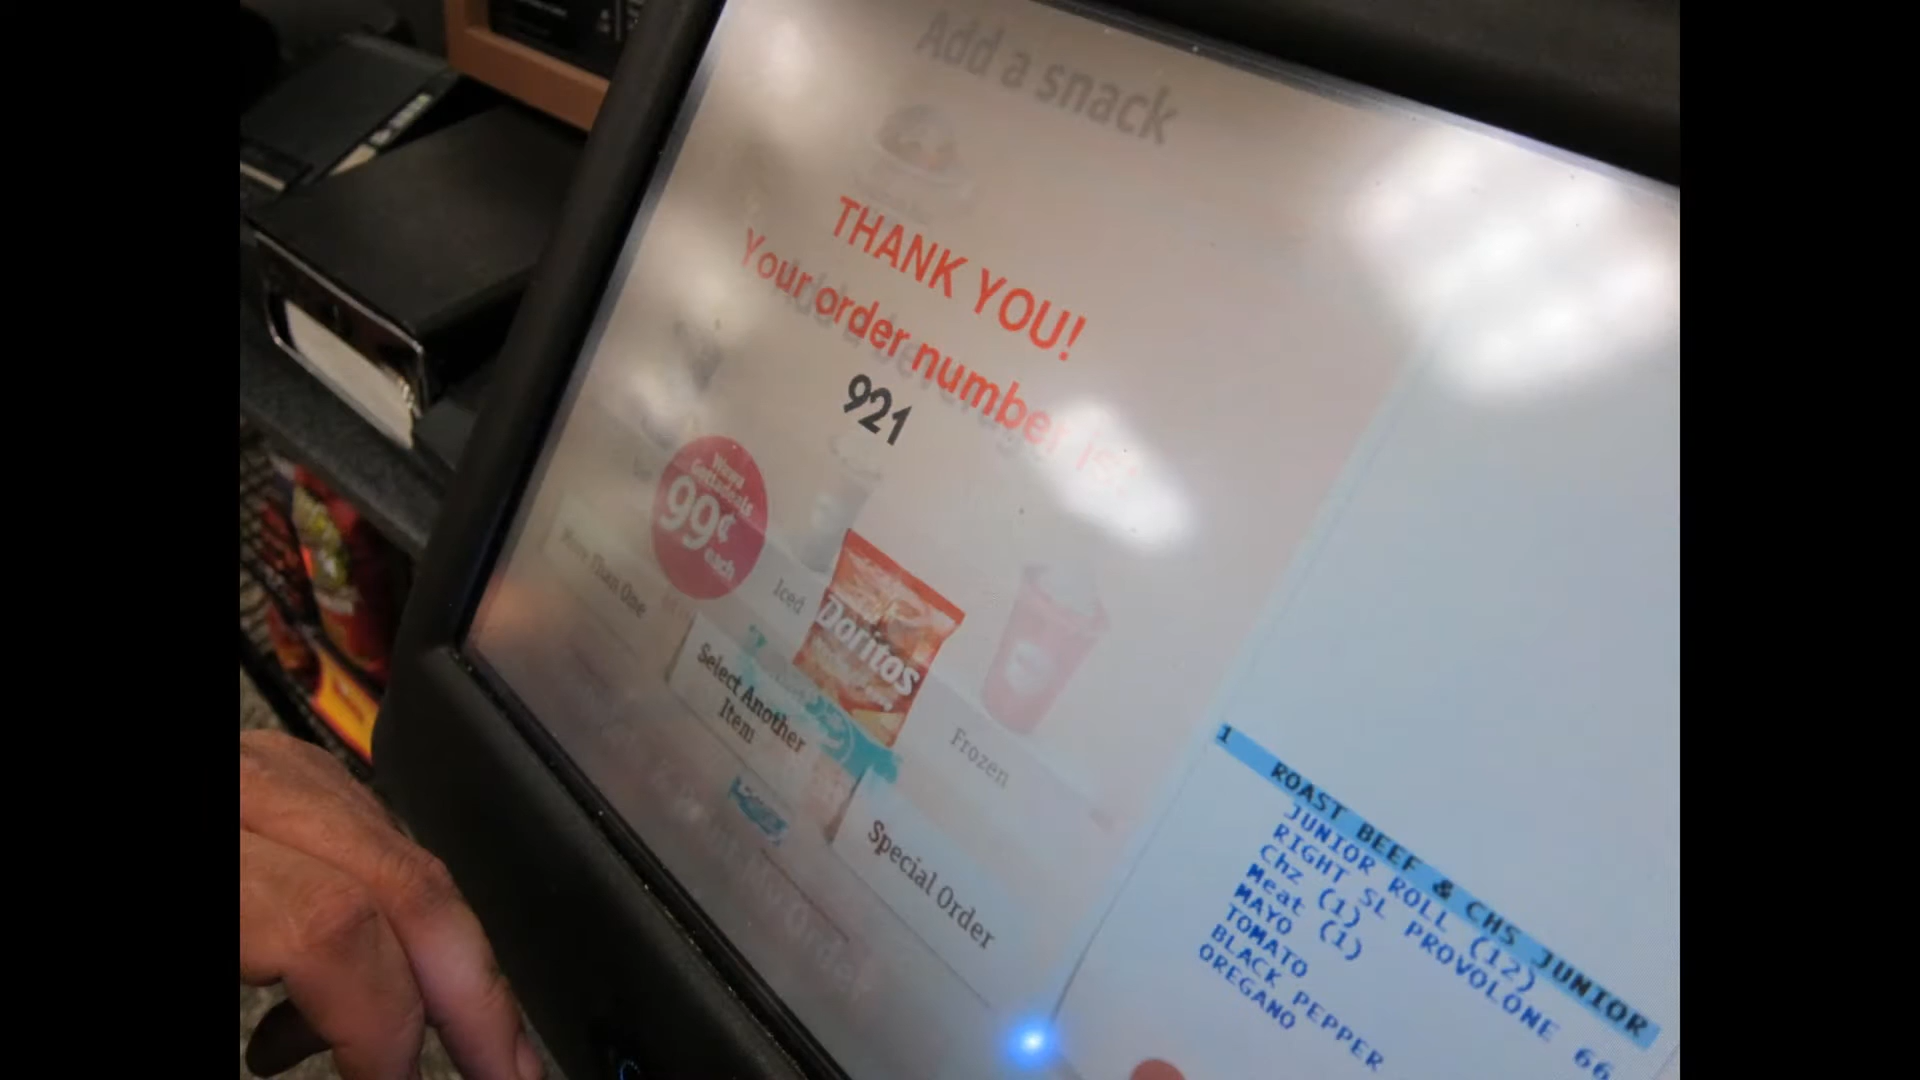 Add a snack
THANK YOU!
Your order number is:
921
Wawa
Gottadeals
99¢
each
More Than One
Iced
Doritos
Frozen
Select Another
Item
Special Order
1 ROAST BEEF & CHS JUNIOR
JUNIOR ROLL (12)
RIGHT SL PROVOLONE 66
Chz (1)
Meat (1)
MAYO
TOMATO
BLACK PEPPER
OREGANO